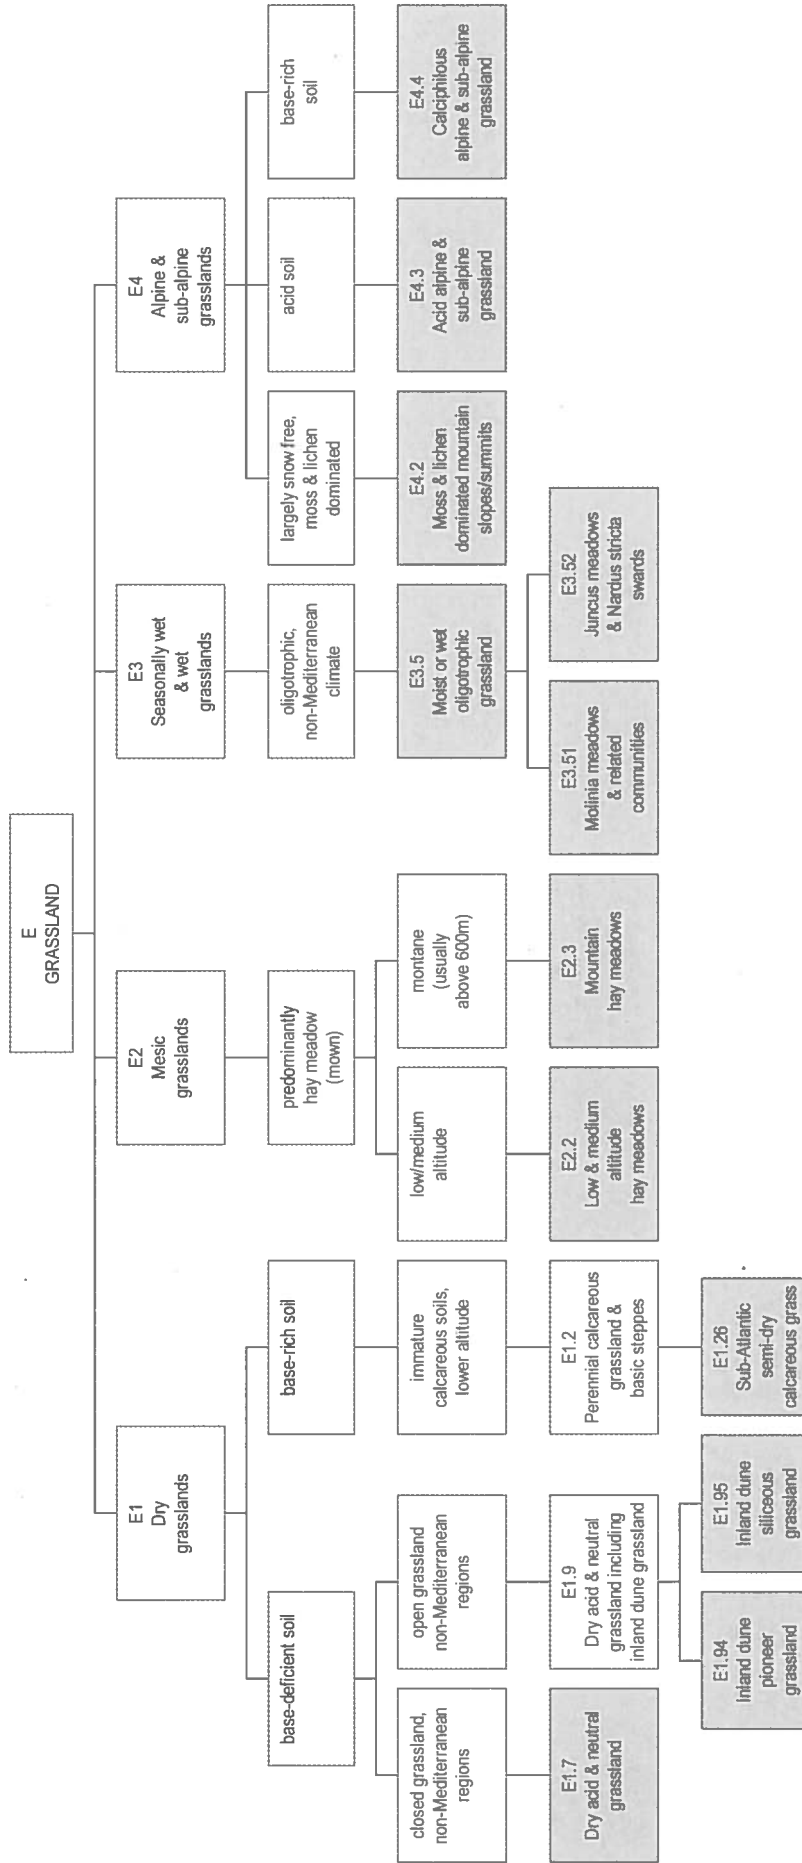 E
GRASSLAND
E1
Dry
grasslands
E2
Mesic
grasslands
E3
Seasonally wet
& wet
grasslands
E4
Alpine &
sub-alpine
grasslands
base-deficient soil
base-rich soil
predominantly
hay meadow
(mown)
oligotrophic,
non-Mediterranean
climate
largely snow free,
moss & lichen
dominated
acid soil
base-rich
soil
closed grassland,
non-Mediterranean
regions
open grassland
non-Mediterranean
regions
immature
calcareous soils,
lower altitude
low/medium
altitude
montane
(usually
above 600m)
E3.5
Moist or wet
oligotrophic
grassland
E4.2
Moss & lichen
dominated mountain
slopes/summits
E4.3
Acid alpine &
sub-alpine
grassland
E4.4
Calciphilous
alpine & sub-alpine
grassland
E1.7
Dry acid & neutral
grassland
E1.9
Dry acid & neutral
grassland including
inland dune grassland
E1.2
Perennial calcareous
grassland &
basic steppes
E2.2
Low & medium
altitude
hay meadows
E2.3
Mountain
hay meadows
E3.51
Molinia meadows
& related
communities
E3.52
Juncus meadows
& Nardus stricta
swards
E1.94
Inland dune
pioneer
grassland
E1.95
Inland dune
siliceous
grassland
E1.26
Sub-Atlantic
semi-dry
calcareous grass